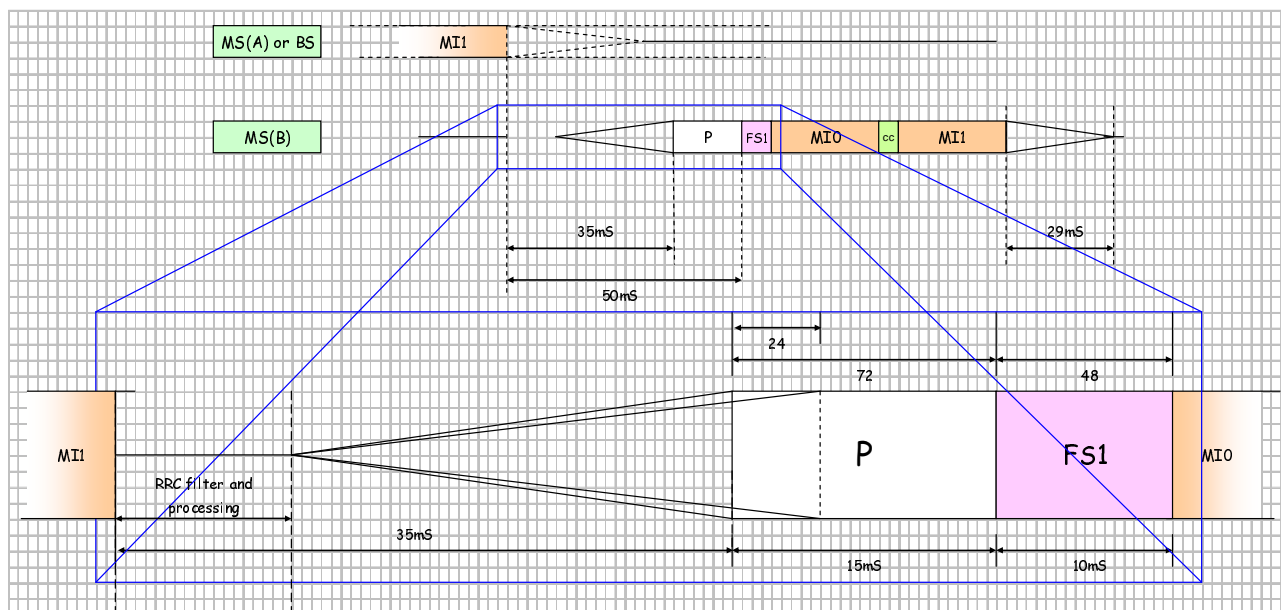 MS(A) or BS
MI1
MS(B)
P
FS1
MI0
cc
MI1
35mS
29mS
50mS
24
72
48
MI1
P
FS1
MI0
RRC filter and
processing
35mS
15mS
10mS